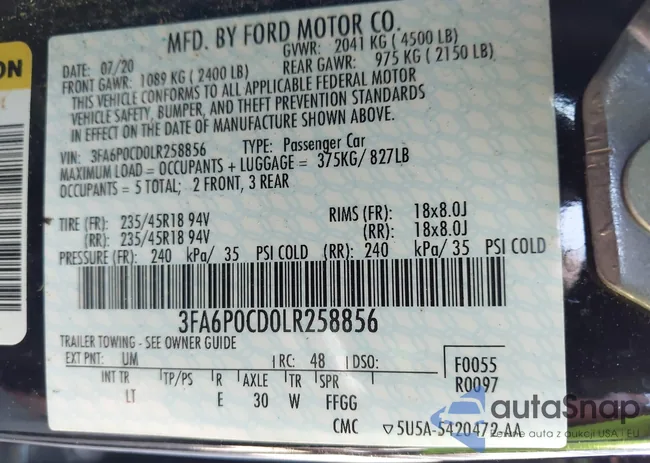 MFD. BY FORD MOTOR CO.
DATE: 07/20 GVWR: 2041 KG ( 4500 LB)
FRONT GAWR: 1089 KG ( 2400 LB) REAR GAWR: 975 KG ( 2150 LB)
THIS VEHICLE CONFORMS TO ALL APPLICABLE FEDERAL MOTOR
VEHICLE SAFETY, BUMPER, AND THEFT PREVENTION STANDARDS
IN EFFECT ON THE DATE OF MANUFACTURE SHOWN ABOVE.
VIN: 3FA6P0CD0LR258856 TYPE: Passenger Car
MAXIMUM LOAD = OCCUPANTS + LUGGAGE = 375KG/ 827LB
OCCUPANTS = 5 TOTAL; 2 FRONT, 3 REAR
TIRE (FR): 235/45R18 94V RIMS (FR): 18x8.0J
(RR): 235/45R18 94V (RR): 18x8.0J
PRESSURE (FR): 240 kPa/ 35 PSI COLD (RR): 240 kPa/ 35 PSI COLD
3FA6P0CD0LR258856
TRAILER TOWING - SEE OWNER GUIDE
EXT PNT: UM RC: 48 DSO: F0055
R0097
INT TR TP/PS R AXLE TR SPR
LT E 30 W FFGG
CMC ▽5U5A-5420472-AA
ON
autoSnap
Pewne auta z aukcji USA i EU